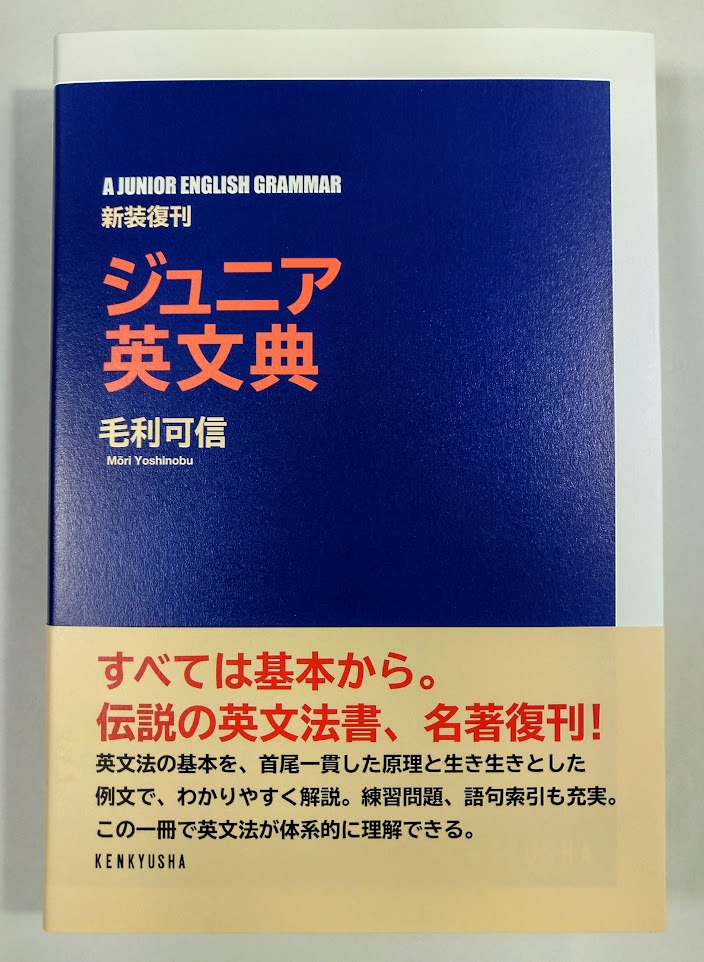 A JUNIOR ENGLISH GRAMMAR
新装復刊
ジュニア
英文典
毛利可信
Mōri Yoshinobu
すべては基本から。
伝説の英文法書、名著復刊！
英文法の基本を、首尾一貫した原理と生き生きとした
例文で、わかりやすく解説。練習問題、語句索引も充実。
この一冊で英文法が体系的に理解できる。
KENKYUSHA